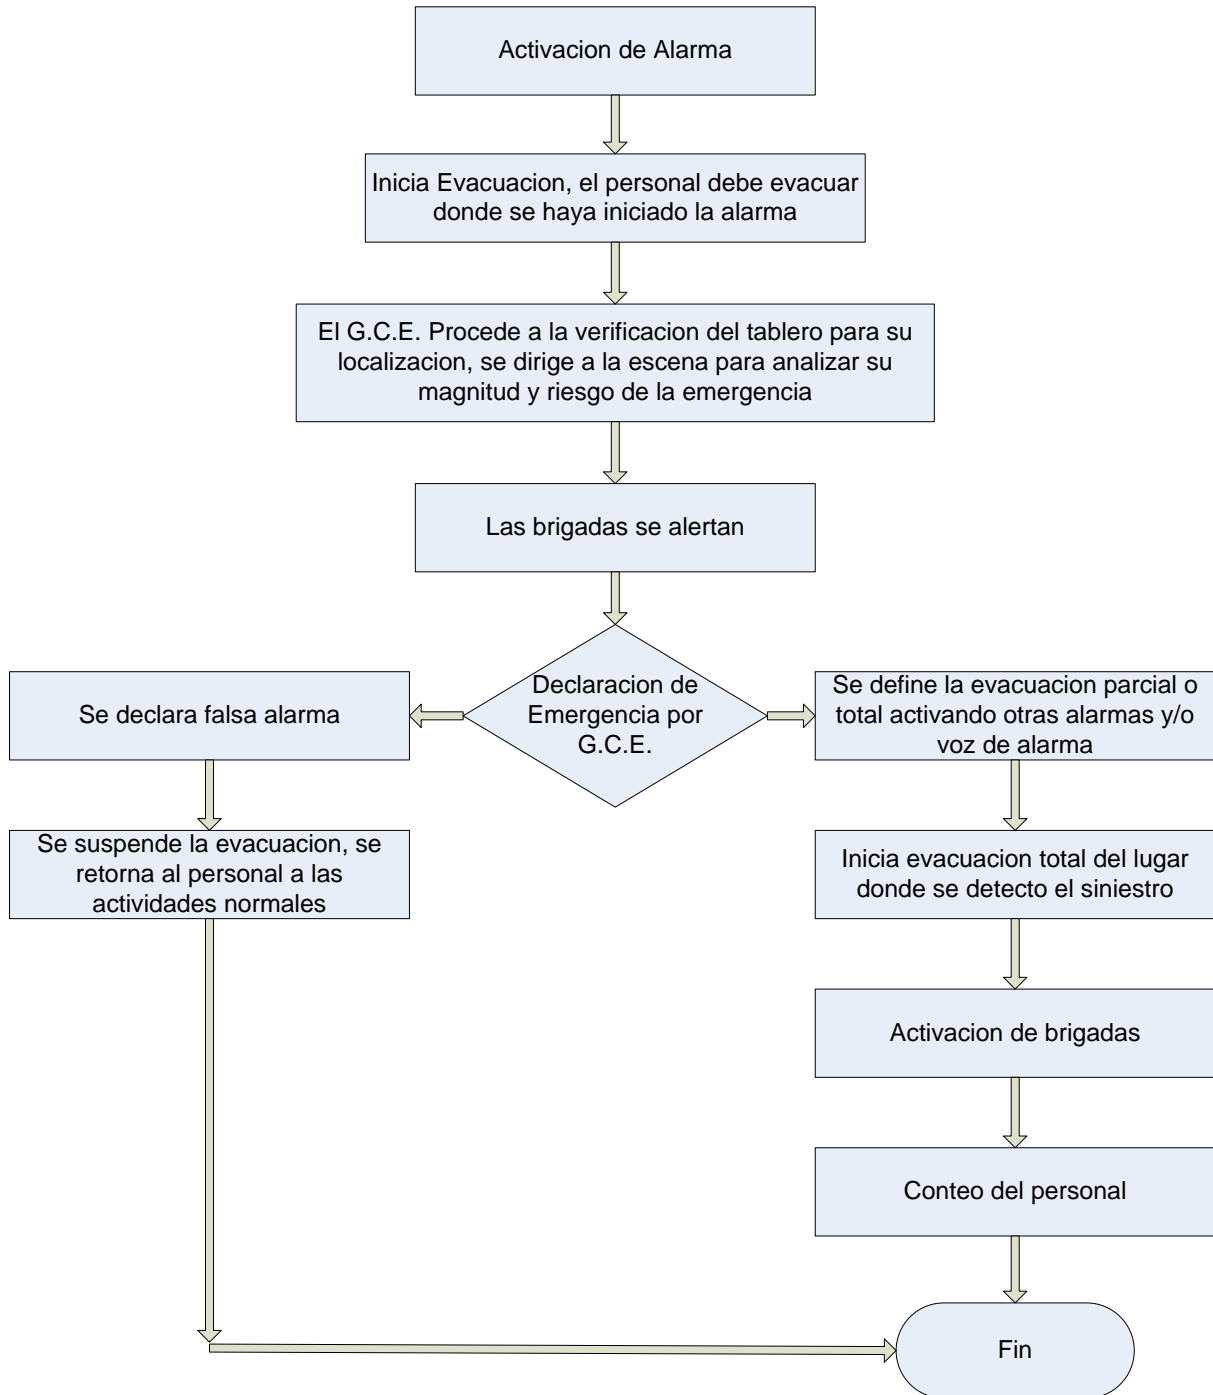 Activacion de Alarma
Inicia Evacuacion, el personal debe evacuar
donde se haya iniciado la alarma
El G.C.E. Procede a la verificacion del tablero para su
localizacion, se dirige a la escena para analizar su
magnitud y riesgo de la emergencia
Las brigadas se alertan
Declaracion de
Emergencia por
G.C.E.
Se declara falsa alarma
Se suspende la evacuacion, se
retorna al personal a las
actividades normales
Se define la evacuacion parcial o
total activando otras alarmas y/o
voz de alarma
Inicia evacuacion total del lugar
donde se detecto el siniestro
Activacion de brigadas
Conteo del personal
Fin